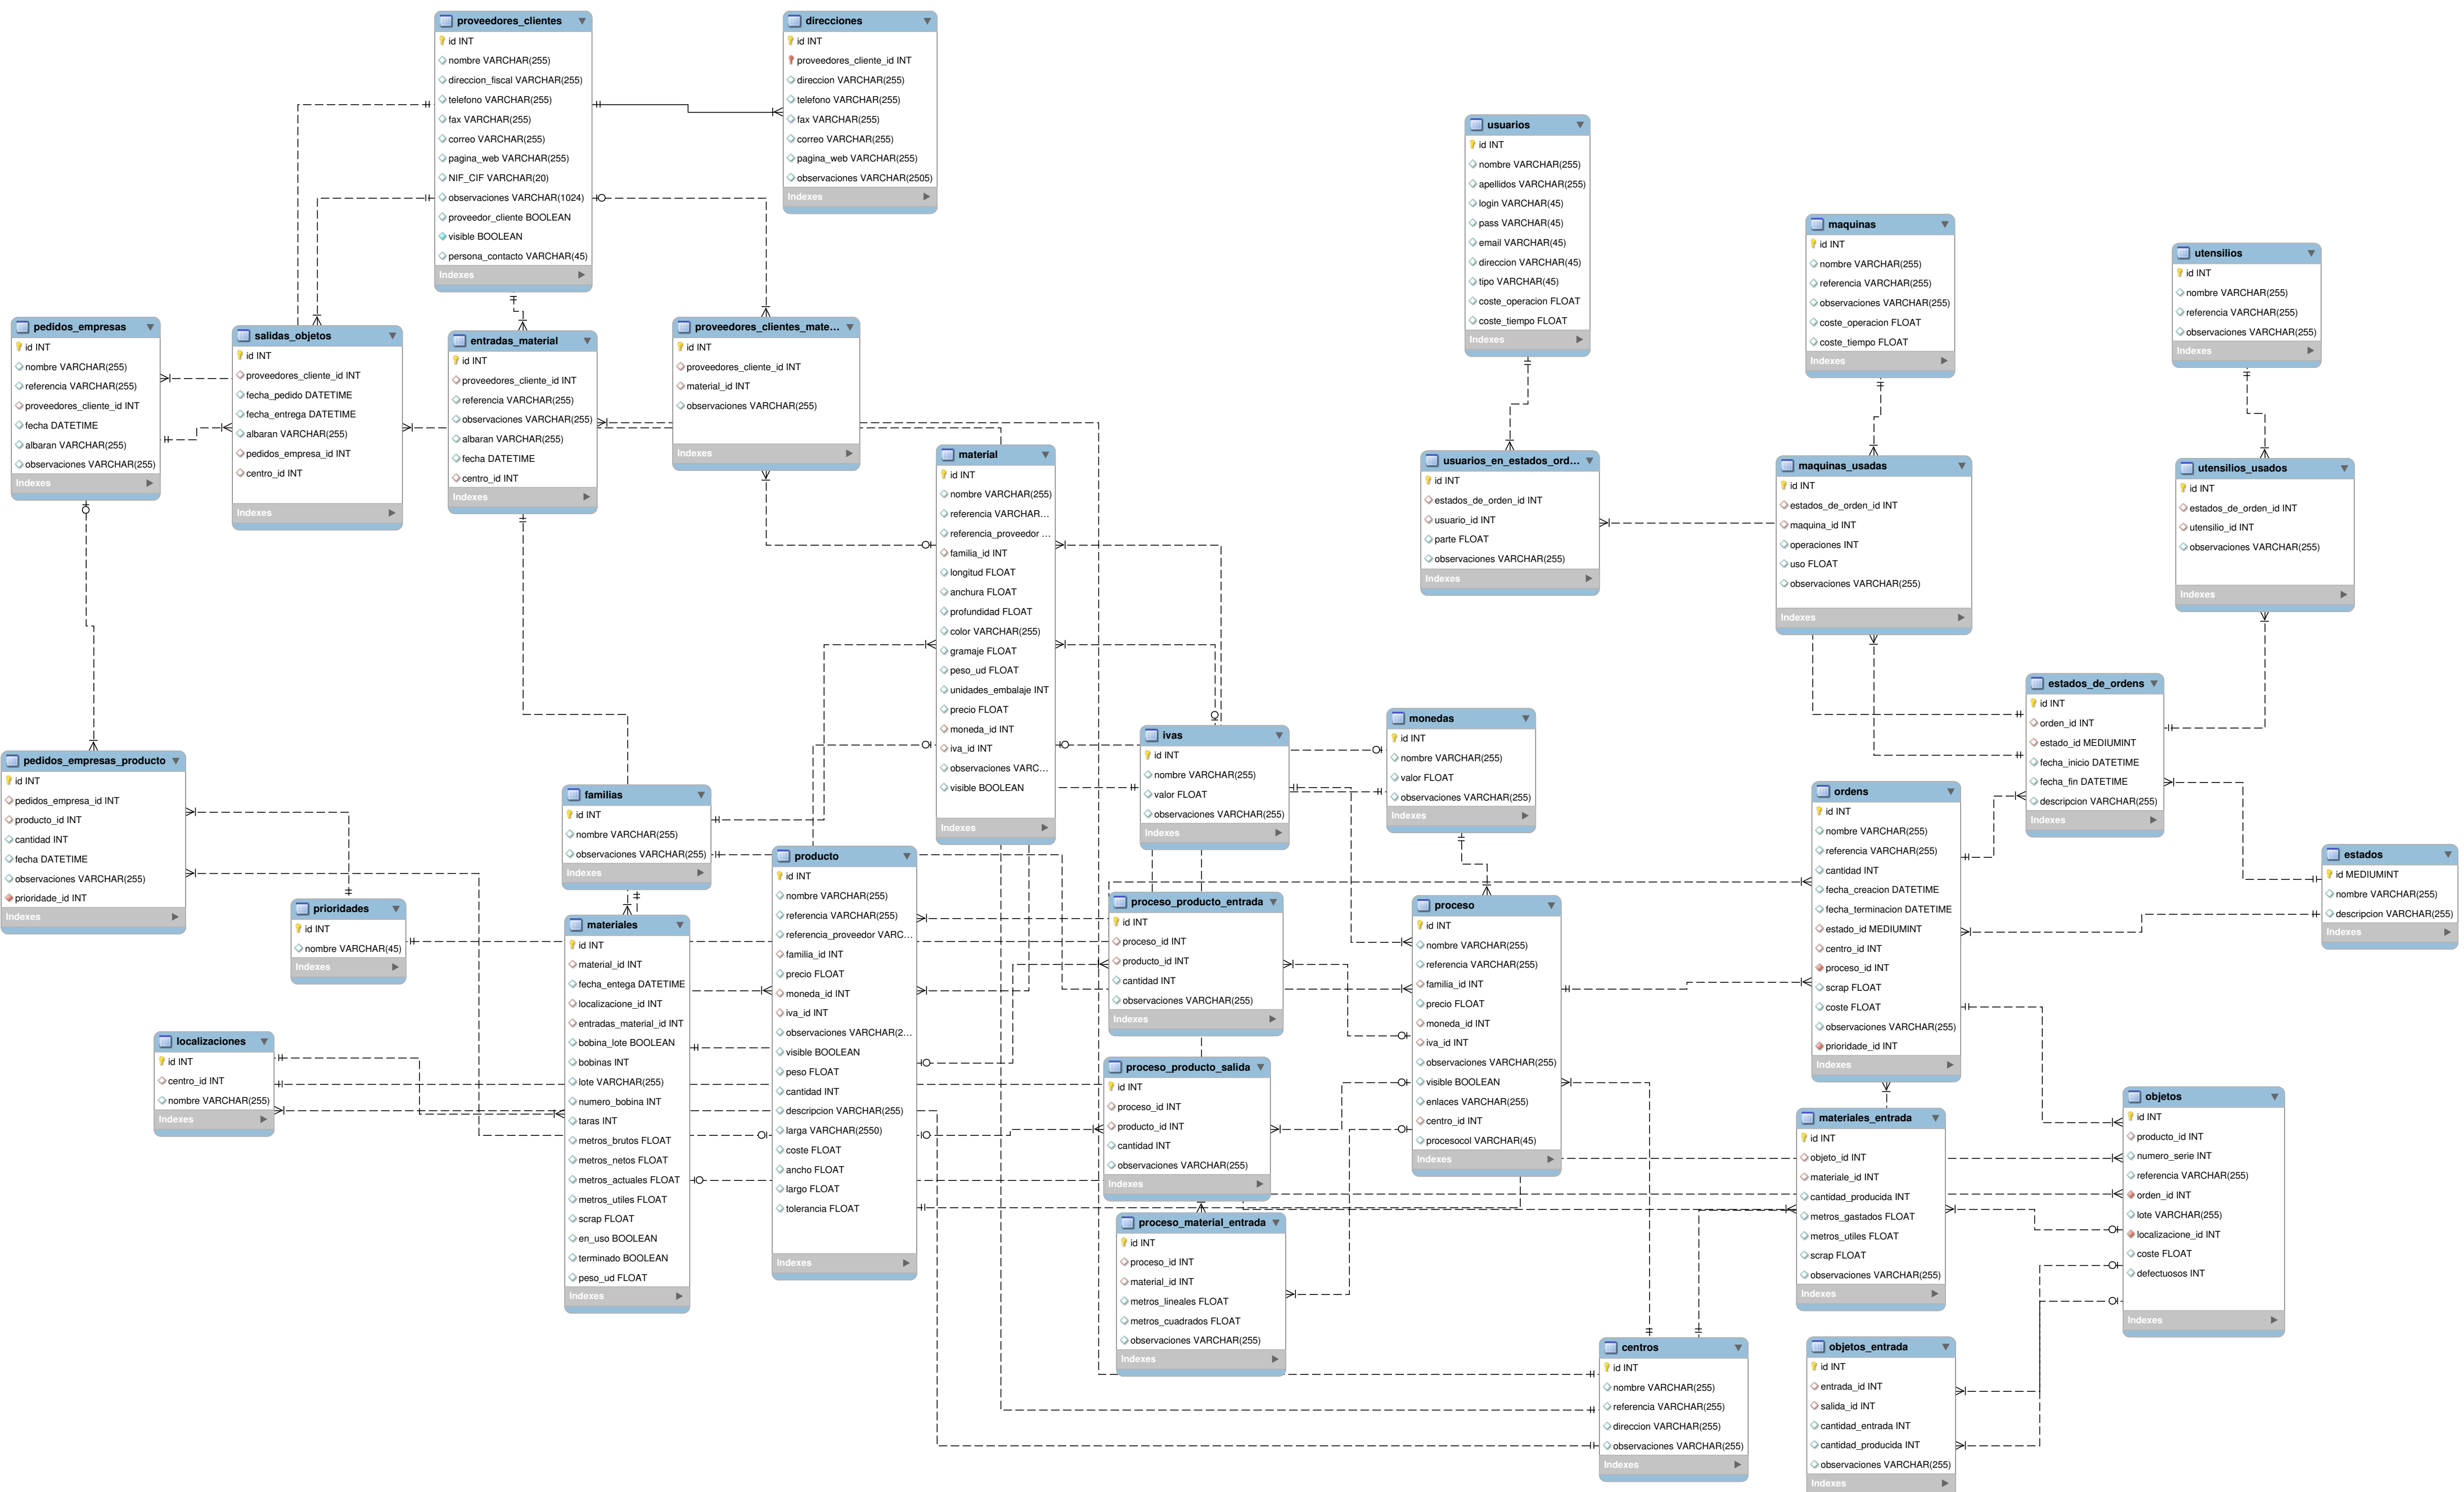 proveedores_clientes
id INT
nombre VARCHAR(255)
direccion_fiscal VARCHAR(255)
telefono VARCHAR(255)
fax VARCHAR(255)
correo VARCHAR(255)
pagina_web VARCHAR(255)
NIF_CIF VARCHAR(20)
observaciones VARCHAR(1024)
proveedor_cliente BOOLEAN
visible BOOLEAN
persona_contacto VARCHAR(45)
Indexes
direcciones
id INT
proveedores_cliente_id INT
direccion VARCHAR(255)
telefono VARCHAR(255)
fax VARCHAR(255)
correo VARCHAR(255)
pagina_web VARCHAR(255)
observaciones VARCHAR(2505)
Indexes
usuarios
id INT
nombre VARCHAR(255)
apellidos VARCHAR(255)
login VARCHAR(45)
pass VARCHAR(45)
email VARCHAR(45)
direccion VARCHAR(45)
tipo VARCHAR(45)
coste_operacion FLOAT
coste_tiempo FLOAT
Indexes
maquinas
id INT
nombre VARCHAR(255)
referencia VARCHAR(255)
observaciones VARCHAR(255)
coste_operacion FLOAT
coste_tiempo FLOAT
Indexes
utensilios
id INT
nombre VARCHAR(255)
referencia VARCHAR(255)
observaciones VARCHAR(255)
Indexes
pedidos_empresas
id INT
nombre VARCHAR(255)
referencia VARCHAR(255)
proveedores_cliente_id INT
fecha DATETIME
albaran VARCHAR(255)
observaciones VARCHAR(255)
Indexes
salidas_objetos
id INT
proveedores_cliente_id INT
fecha_pedido DATETIME
fecha_entrega DATETIME
albaran VARCHAR(255)
pedidos_empresa_id INT
centro_id INT
Indexes
entradas_material
id INT
proveedores_cliente_id INT
referencia VARCHAR(255)
observaciones VARCHAR(255)
albaran VARCHAR(255)
fecha DATETIME
centro_id INT
Indexes
proveedores_clientes_mate...
id INT
proveedores_cliente_id INT
material_id INT
observaciones VARCHAR(255)
Indexes
material
id INT
nombre VARCHAR(255)
referencia VARCHAR...
referencia_proveedor ...
familia_id INT
longitud FLOAT
anchura FLOAT
profundidad FLOAT
color VARCHAR(255)
gramaje FLOAT
peso_ud FLOAT
unidades_embalaje INT
precio FLOAT
moneda_id INT
iva_id INT
observaciones VARC...
visible BOOLEAN
Indexes
usuarios_en_estados_ord...
id INT
estados_de_orden_id INT
usuario_id INT
parte FLOAT
observaciones VARCHAR(255)
Indexes
maquinas_usadas
id INT
estados_de_orden_id INT
maquina_id INT
operaciones INT
uso FLOAT
observaciones VARCHAR(255)
Indexes
utensilios_usados
id INT
estados_de_orden_id INT
utensilio_id INT
observaciones VARCHAR(255)
Indexes
estados_de_ordens
id INT
orden_id INT
estado_id MEDIUMINT
fecha_inicio DATETIME
fecha_fin DATETIME
descripcion VARCHAR(255)
Indexes
pedidos_empresas_producto
id INT
pedidos_empresa_id INT
producto_id INT
cantidad INT
fecha DATETIME
observaciones VARCHAR(255)
prioridade_id INT
Indexes
familias
id INT
nombre VARCHAR(255)
observaciones VARCHAR(255)
Indexes
ivas
id INT
nombre VARCHAR(255)
valor FLOAT
observaciones VARCHAR(255)
Indexes
monedas
id INT
nombre VARCHAR(255)
valor FLOAT
observaciones VARCHAR(255)
Indexes
ordens
id INT
nombre VARCHAR(255)
referencia VARCHAR(255)
cantidad INT
fecha_creacion DATETIME
fecha_terminacion DATETIME
estado_id MEDIUMINT
centro_id INT
proceso_id INT
scrap FLOAT
coste FLOAT
observaciones VARCHAR(255)
prioridade_id INT
Indexes
estados
id MEDIUMINT
nombre VARCHAR(255)
descripcion VARCHAR(255)
Indexes
prioridades
id INT
nombre VARCHAR(45)
Indexes
materiales
id INT
material_id INT
fecha_entega DATETIME
localizacione_id INT
entradas_material_id INT
bobina_lote BOOLEAN
bobinas INT
lote VARCHAR(255)
numero_bobina INT
taras INT
metros_brutos FLOAT
metros_netos FLOAT
metros_actuales FLOAT
metros_utiles FLOAT
scrap FLOAT
en_uso BOOLEAN
terminado BOOLEAN
peso_ud FLOAT
Indexes
producto
id INT
nombre VARCHAR(255)
referencia VARCHAR(255)
referencia_proveedor VARC...
familia_id INT
precio FLOAT
moneda_id INT
iva_id INT
observaciones VARCHAR(2...
visible BOOLEAN
peso FLOAT
cantidad INT
descripcion VARCHAR(255)
larga VARCHAR(2550)
coste FLOAT
ancho FLOAT
largo FLOAT
tolerancia FLOAT
Indexes
proceso_producto_entrada
id INT
proceso_id INT
producto_id INT
cantidad INT
observaciones VARCHAR(255)
Indexes
proceso
id INT
nombre VARCHAR(255)
referencia VARCHAR(255)
familia_id INT
precio FLOAT
moneda_id INT
iva_id INT
observaciones VARCHAR(255)
visible BOOLEAN
enlaces VARCHAR(255)
centro_id INT
procesocol VARCHAR(45)
Indexes
localizaciones
id INT
centro_id INT
nombre VARCHAR(255)
Indexes
proceso_producto_salida
id INT
proceso_id INT
producto_id INT
cantidad INT
observaciones VARCHAR(255)
Indexes
materiales_entrada
id INT
objeto_id INT
materiale_id INT
cantidad_producida INT
metros_gastados FLOAT
metros_utiles FLOAT
scrap FLOAT
observaciones VARCHAR(255)
Indexes
objetos
id INT
producto_id INT
numero_serie INT
referencia VARCHAR(255)
orden_id INT
lote VARCHAR(255)
localizacione_id INT
coste FLOAT
defectuosos INT
Indexes
proceso_material_entrada
id INT
proceso_id INT
material_id INT
metros_lineales FLOAT
metros_cuadrados FLOAT
observaciones VARCHAR(255)
Indexes
centros
id INT
nombre VARCHAR(255)
referencia VARCHAR(255)
direccion VARCHAR(255)
observaciones VARCHAR(255)
Indexes
objetos_entrada
id INT
entrada_id INT
salida_id INT
cantidad_entrada INT
cantidad_producida INT
observaciones VARCHAR(255)
Indexes